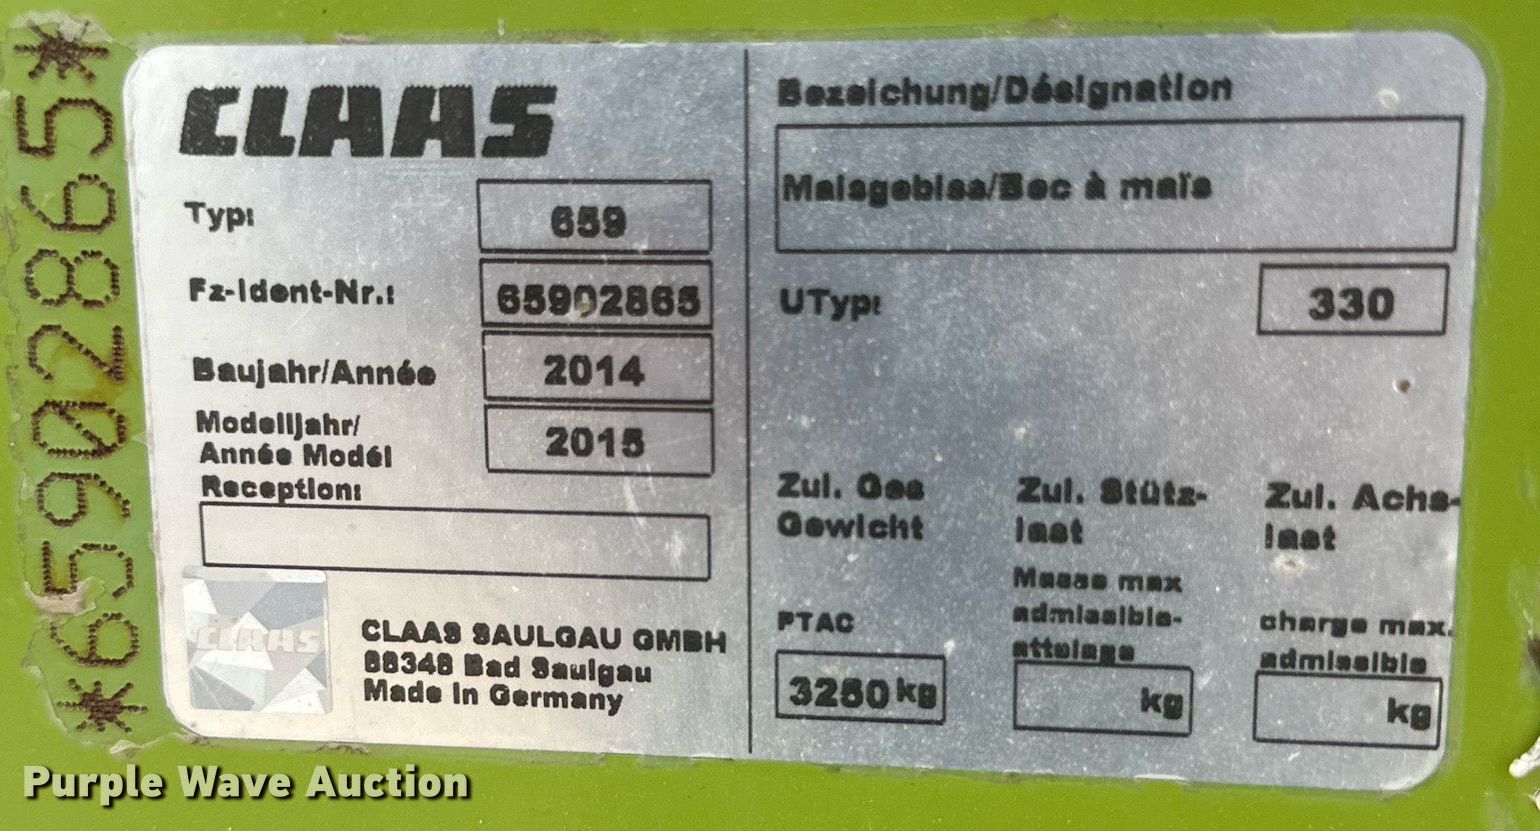 *65902865*
CLAAS
Typ: 659
Fz-Ident-Nr.: 65902865
Baujahr/Année 2014
Modelljahr/
Année Modél 2015
Reception:
CLAAS
CLAAS SAULGAU GMBH
88348 Bad Saulgau
Made in Germany
Bezeichung/Désignation
Maisgebiss/Bec à maïs
UTyp: 330
Zul. Ges
Gewicht
PTAC
3250 kg
Zul. Stütz-
last
Masse max
admissible-
attelage
kg
Zul. Achs-
last
charge max.
admissible
kg
Purple Wave Auction